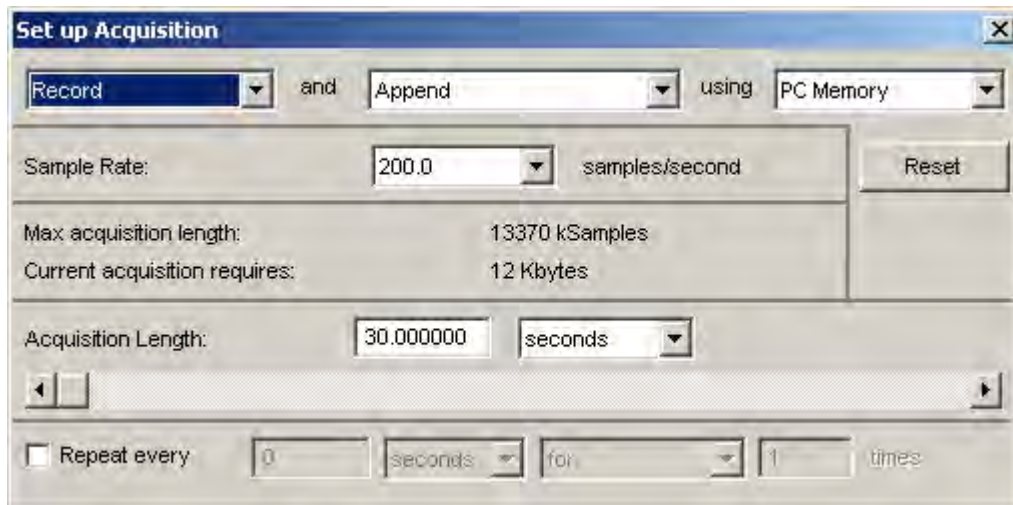 Set up Acquisition
Record and Append using PC Memory
Sample Rate: 200.0 samples/second Reset
Max acquisition length: 13370 kSamples
Current acquisition requires: 12 Kbytes
Acquisition Length: 30.000000 seconds
Repeat every 0 seconds for 1 times